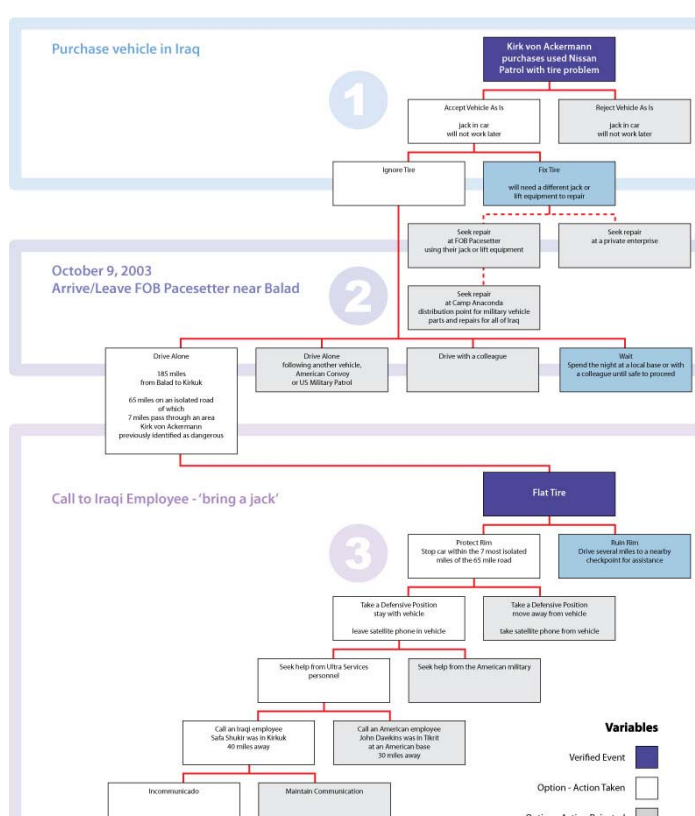 Purchase vehicle in Iraq
Kirk von Ackermann
purchases used Nissan
Patrol with tire problem
1
Accept Vehicle As Is
jack in car
will not work later
Reject Vehicle As Is
jack in car
will not work later
Ignore Tire
Fix Tire
will need a different jack or
lift equipment to repair
Seek repair
at FOB Pacesetter
using their jack or lift equipment
Seek repair
at a private enterprise
October 9, 2003
Arrive/Leave FOB Pacesetter near Balad
2
Seek repair
at Camp Anaconda
distribution point for military vehicle
parts and repairs for all of Iraq
Drive Alone
185 miles
from Balad to Kirkuk
65 miles on an isolated road
of which
7 miles pass through an area
Kirk von Ackermann
previously identified as dangerous
Drive Alone
following another vehicle,
American Convoy
or US Military Patrol
Drive with a colleague
Wait
Spend the night at a local base or with
a colleague until safe to proceed
Call to Iraqi Employee - ‘bring a jack’
Flat Tire
3
Protect Rim
Stop car within the 7 most isolated
miles of the 65 mile road
Ruin Rim
Drive several miles to a nearby
checkpoint for assistance
Take a Defensive Position
stay with vehicle
leave satellite phone in vehicle
Take a Defensive Position
move away from vehicle
take satellite phone from vehicle
Seek help from Ultra Services
personnel
Seek help from the American military
Call an Iraqi employee
Safa Shukir was in Kirkuk
40 miles away
Call an American employee
John Dawkins was in Tikrit
at an American base
30 miles away
Incommunicado
Maintain Communication
Variables
Verified Event
Option - Action Taken